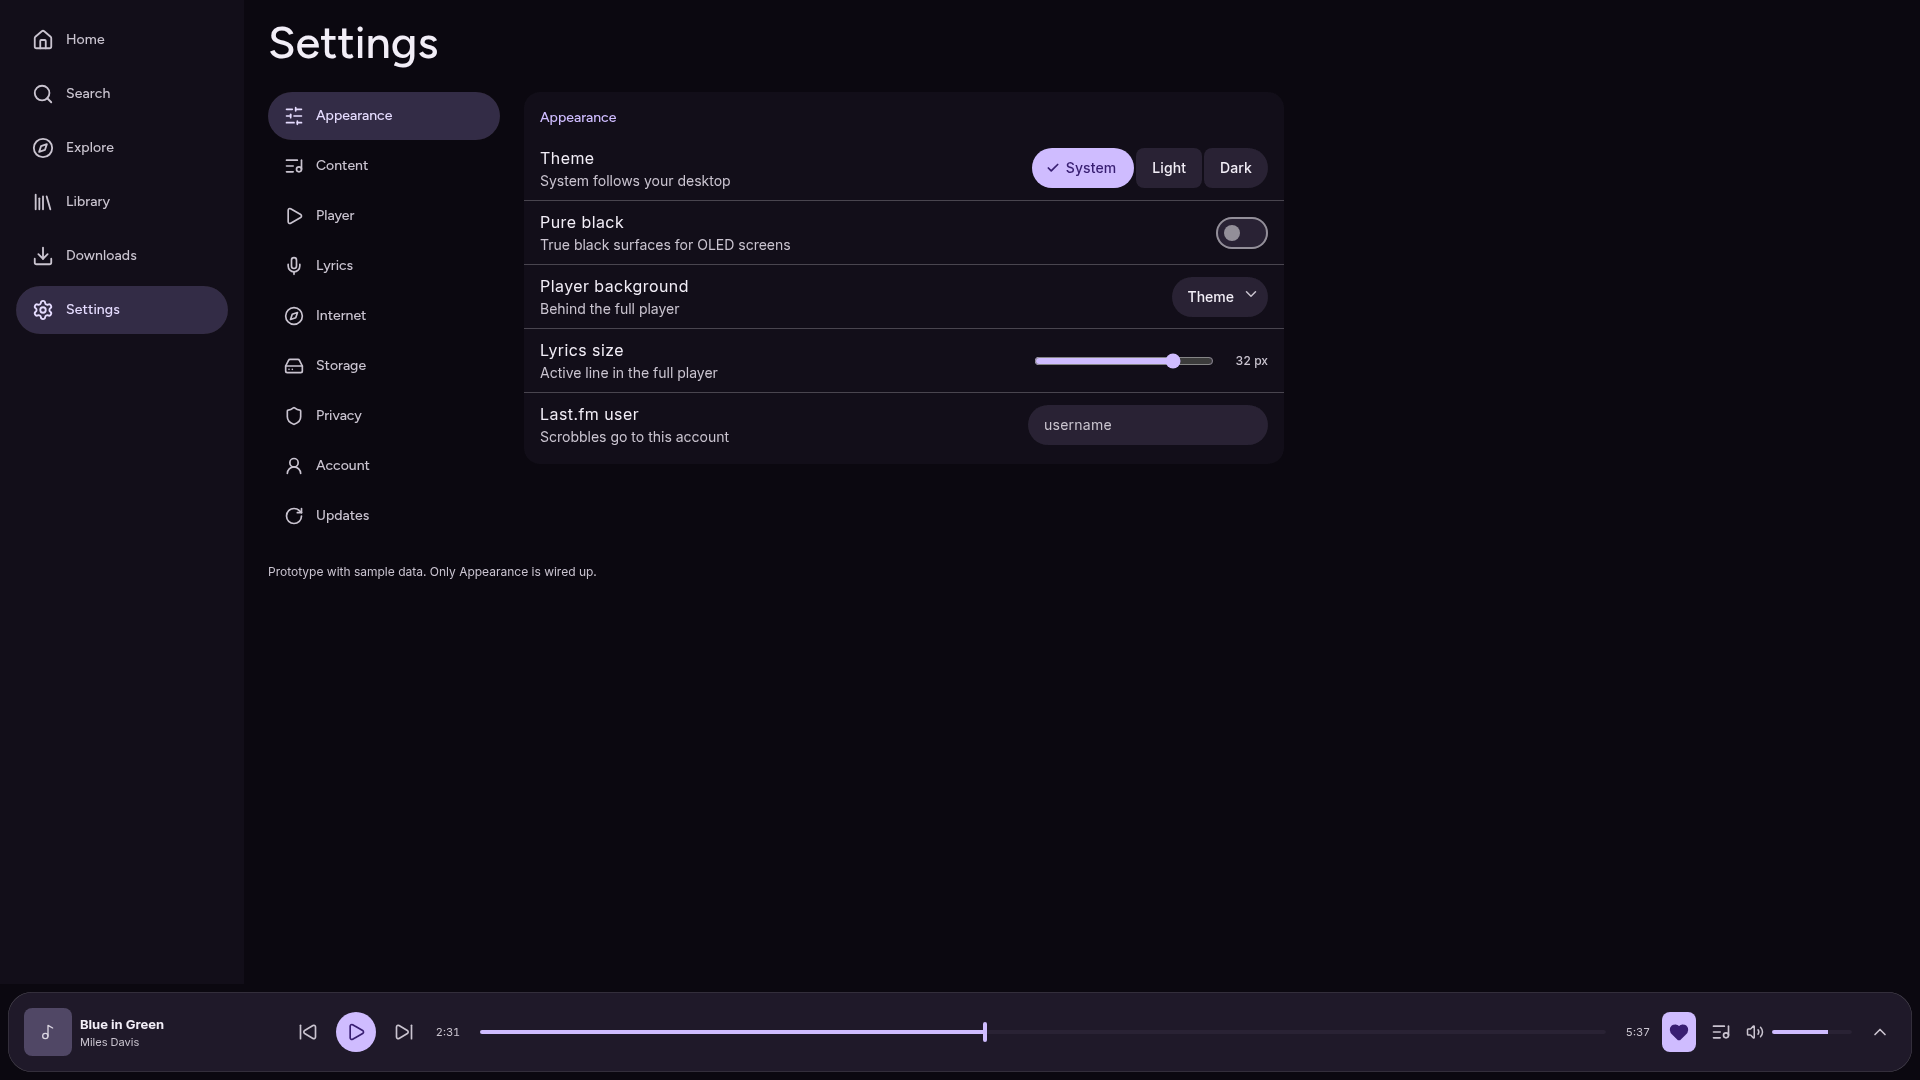 Home
Search
Explore
Library
Downloads
Settings
Settings
Appearance
Content
Player
Lyrics
Internet
Storage
Privacy
Account
Updates
Appearance
Theme
System follows your desktop
System
Light
Dark
Pure black
True black surfaces for OLED screens
Player background
Behind the full player
Theme
Lyrics size
Active line in the full player
32 px
Last.fm user
Scrobbles go to this account
username
Prototype with sample data. Only Appearance is wired up.
Blue in Green
Miles Davis
2:31
5:37